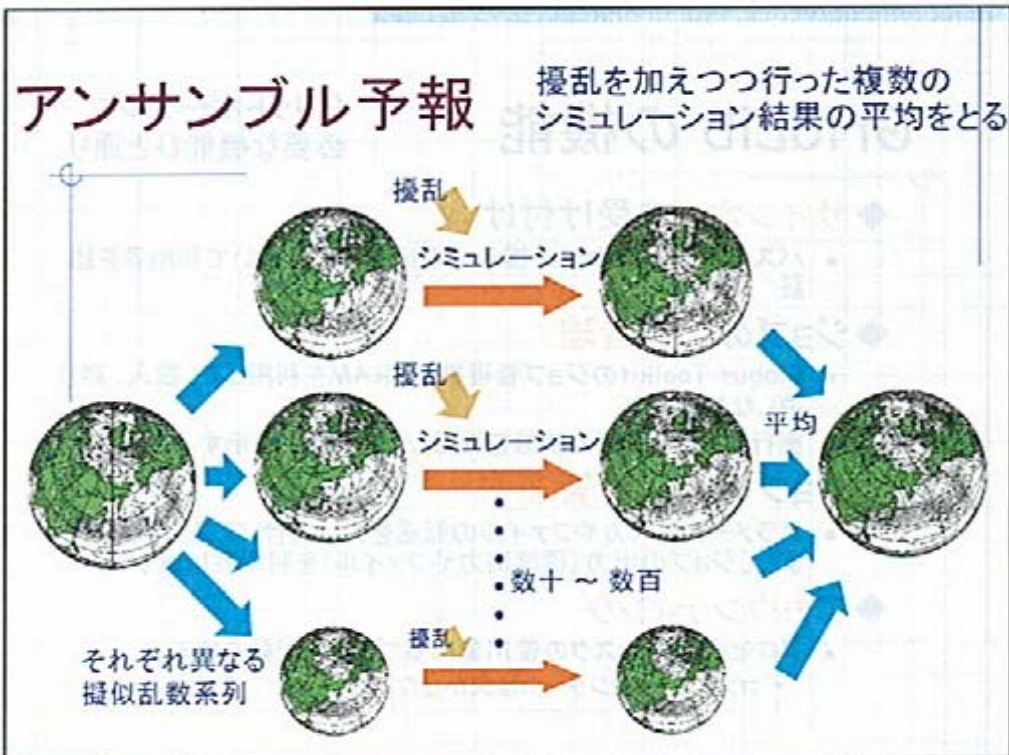 アンサンブル予報
擾乱を加えつつ行った複数の
シミュレーション結果の平均をとる
擾乱
シミュレーション
擾乱
シミュレーション
平均
数十 ～ 数百
擾乱
それぞれ異なる
擬似乱数系列